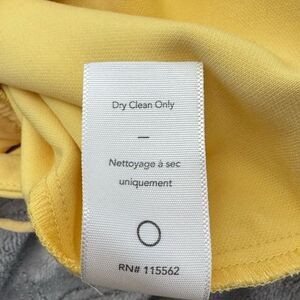 Dry Clean Only
—
Nettoyage à sec
uniquement
RN# 115562